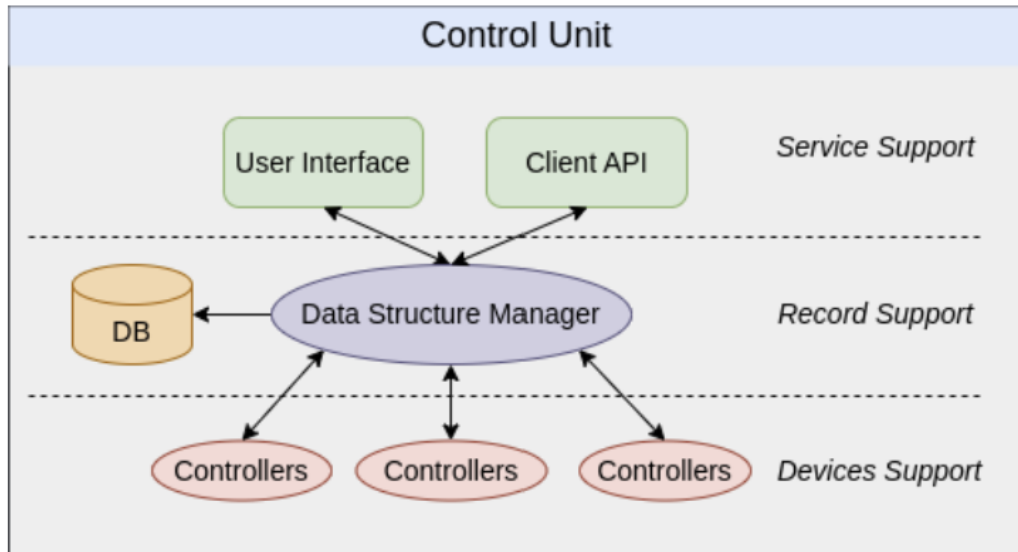 Control Unit
User Interface
Client API
Service Support
DB
Data Structure Manager
Record Support
Controllers
Controllers
Controllers
Devices Support